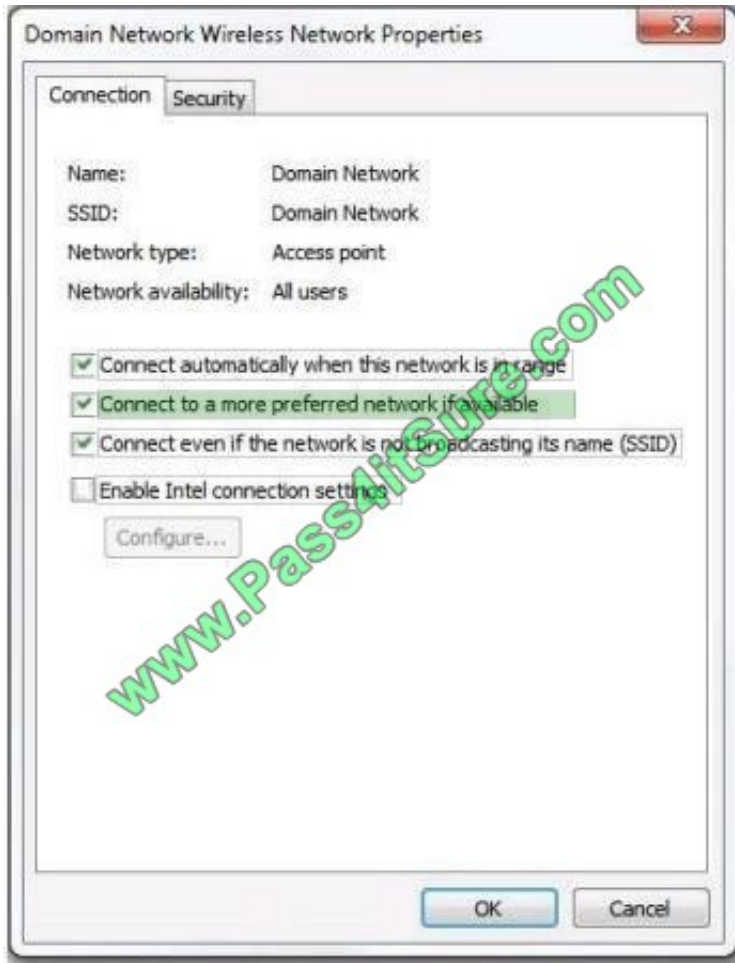 Domain Network Wireless Network Properties
Connection
Security
Name: Domain Network
SSID: Domain Network
Network type: Access point
Network availability: All users
Connect automatically when this network is in range
Connect to a more preferred network if available
Connect even if the network is not broadcasting its name (SSID)
Enable Intel connection settings
Configure...
www.Pass4itSure.com
OK
Cancel